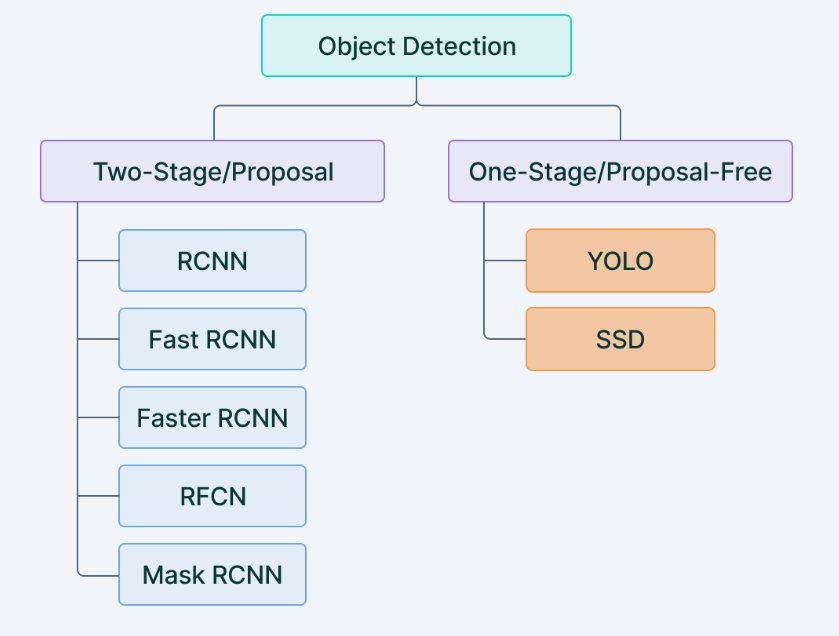 Object Detection
Two-Stage/Proposal
One-Stage/Proposal-Free
RCNN
Fast RCNN
Faster RCNN
RFCN
Mask RCNN
YOLO
SSD